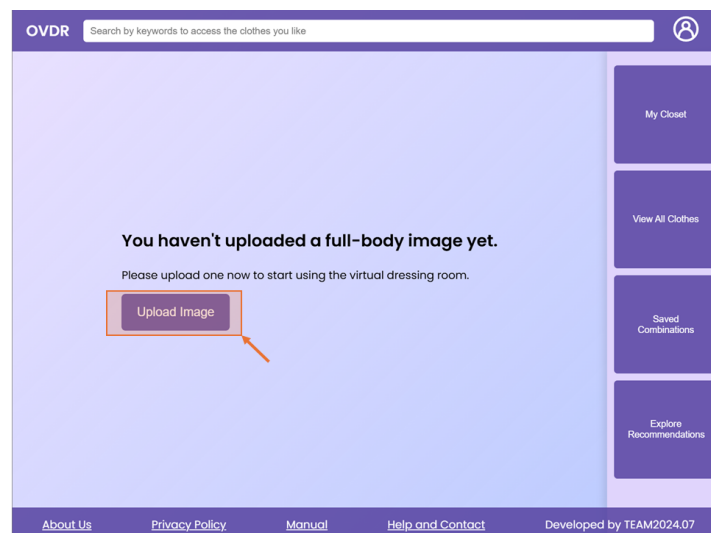 OVDR
Search by keywords to access the clothes you like
My Closet
View All Clothes
You haven't uploaded a full-body image yet.
Please upload one now to start using the virtual dressing room.
Upload Image
Saved
Combinations
Explore
Recommendations
About Us
Privacy Policy
Manual
Help and Contact
Developed by TEAM2024.07